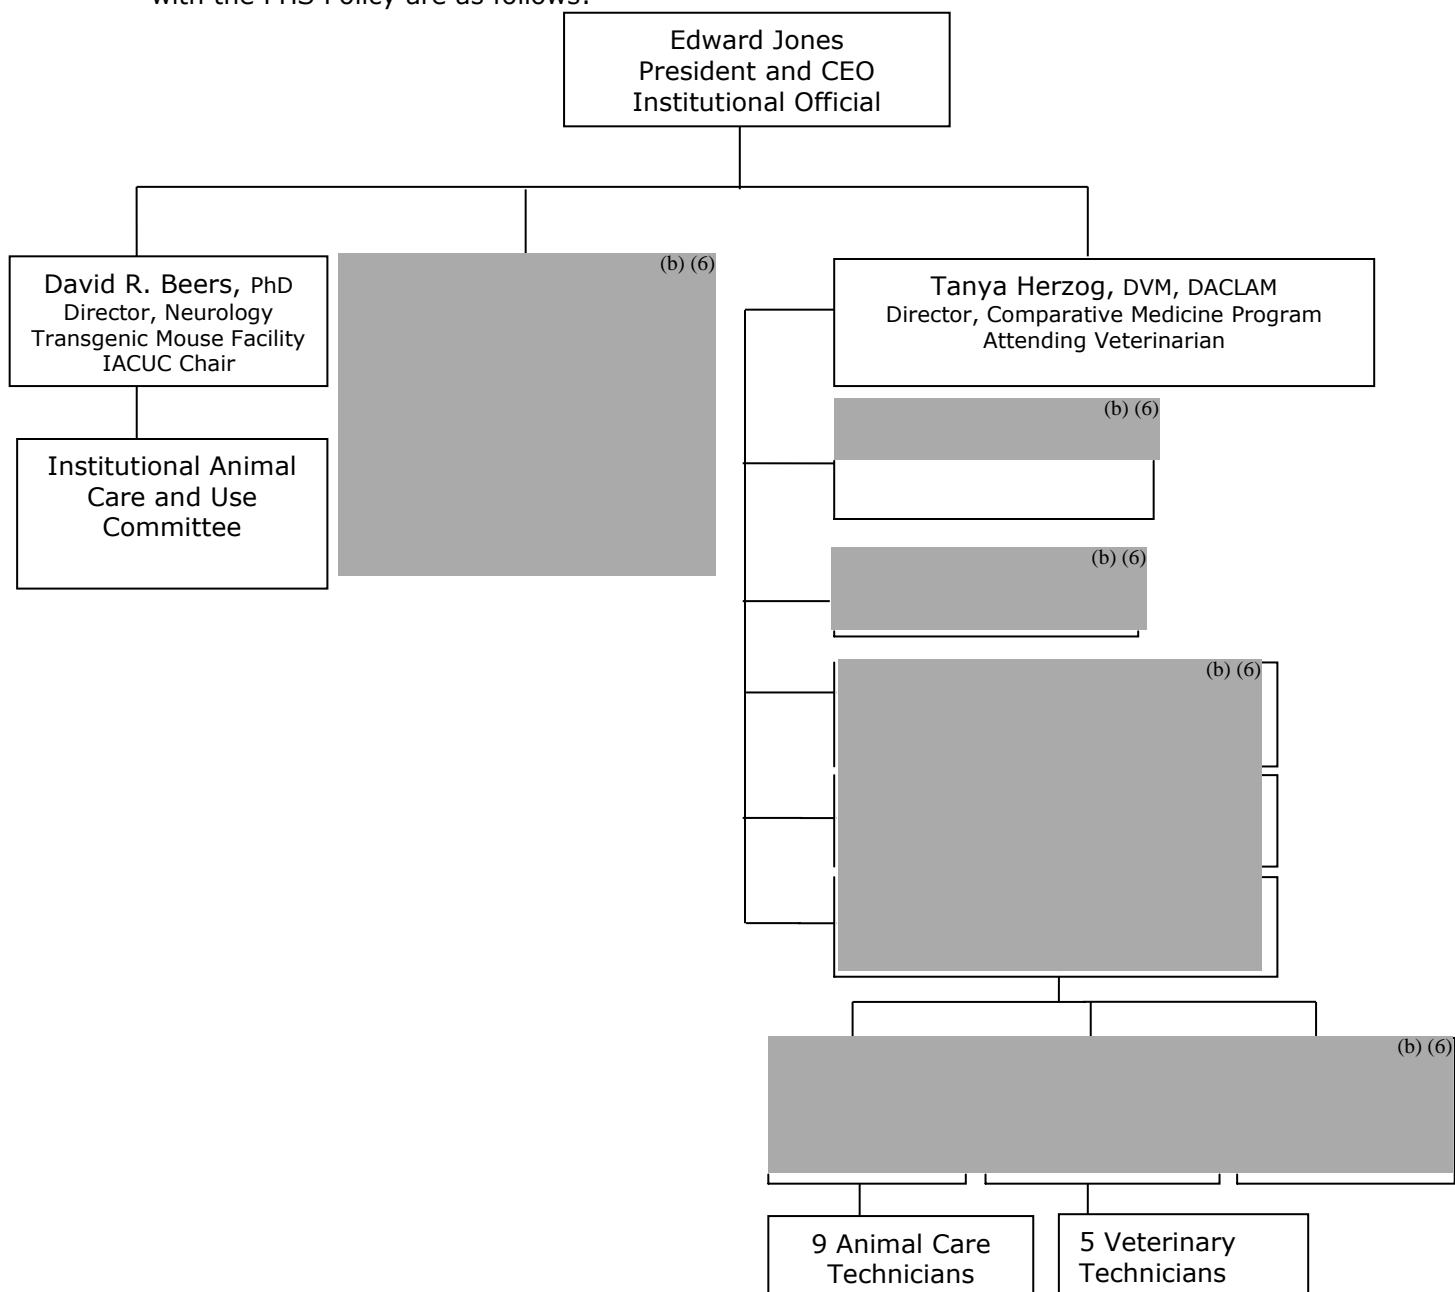 with the PHS Policy are as follows:
Edward Jones
President and CEO
Institutional Official
David R. Beers, PhD
Director, Neurology
Transgenic Mouse Facility
IACUC Chair
(b) (6)
Tanya Herzog, DVM, DACLAM
Director, Comparative Medicine Program
Attending Veterinarian
Institutional Animal
Care and Use
Committee
(b) (6)
(b) (6)
(b) (6)
(b) (6)
9 Animal Care
Technicians
5 Veterinary
Technicians